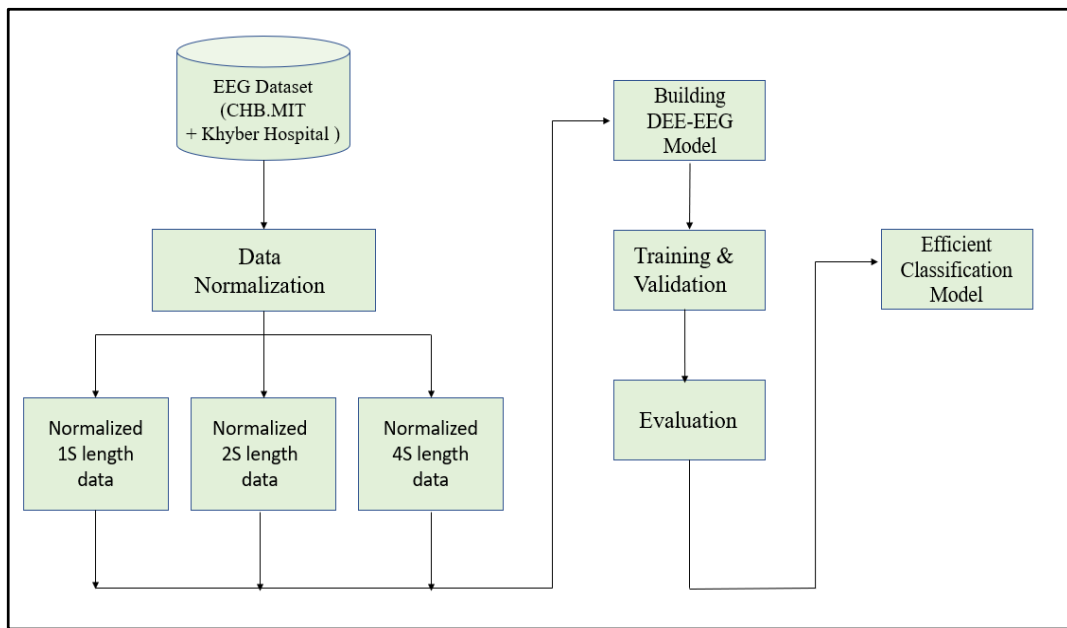 EEG Dataset
(CHB.MIT
+ Khyber Hospital )
Data
Normalization
Normalized
1S length
data
Normalized
2S length
data
Normalized
4S length
data
Building
DEE-EEG
Model
Training &
Validation
Evaluation
Efficient
Classification
Model